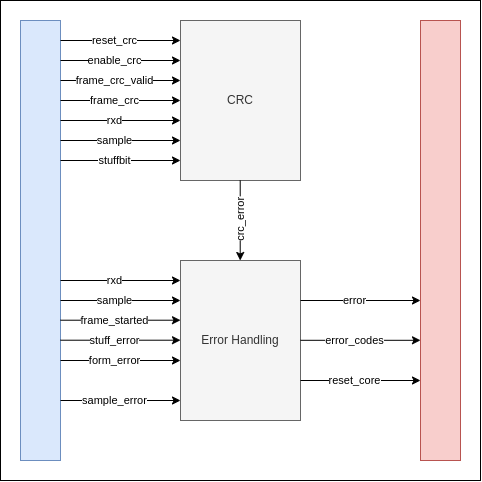 reset_crc
enable_crc
frame_crc_valid
frame_crc
rxd
sample
stuffbit
CRC
crc_error
rxd
sample
frame_started
stuff_error
form_error
sample_error
Error Handling
error
error_codes
reset_core